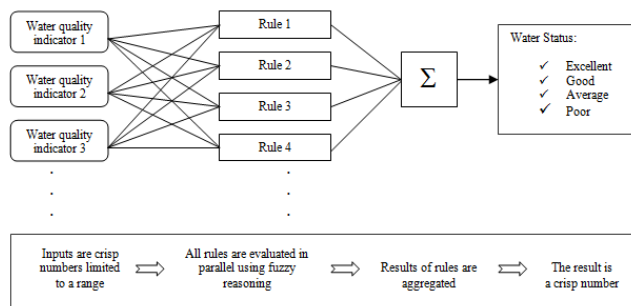 Water quality
indicator 1
Water quality
indicator 2
Water quality
indicator 3
Rule 1
Rule 2
Rule 3
Rule 4
Σ
Water Status:
✓ Excellent
✓ Good
✓ Average
✓ Poor
Inputs are crisp
numbers limited
to a range
All rules are evaluated in
parallel using fuzzy
reasoning
Results of rules are
aggregated
The result is
a crisp number